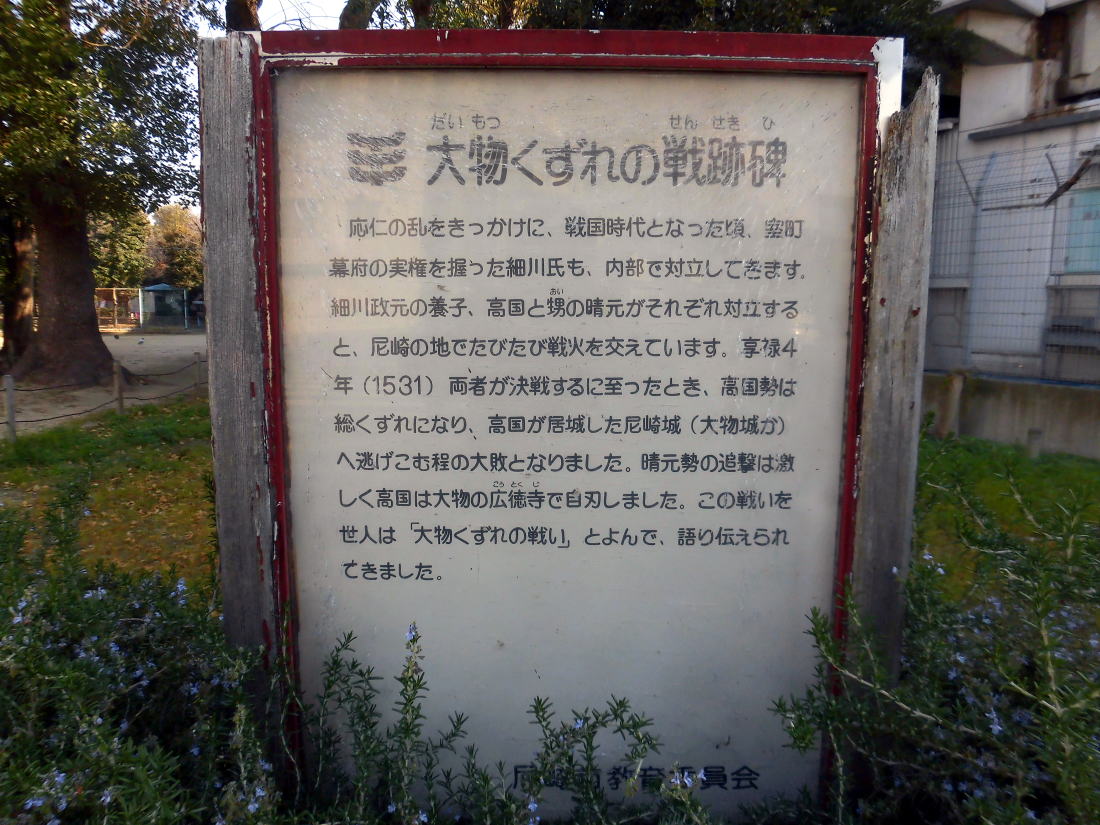 だい もつ せん せき ひ
大物くずれの戦跡碑
応仁の乱をきっかけに、戦国時代となった頃、室町
幕府の実権を握った細川氏も、内部で対立してきます。
あい
細川政元の養子、高国と甥の晴元がそれぞれ対立する
と、尼崎の地でたびたび戦火を交えています。享禄4
年（1531）両者が決戦するに至ったとき、高国勢は
総くずれになり、高国が居城した尼崎城（大物城か）
へ逃げこむ程の大敗となりました。晴元勢の追撃は激
こう とく じ
しく高国は大物の広徳寺で自刃しました。この戦いを
世人は「大物くずれの戦い」とよんで、語り伝えられ
てきました。
尼崎市教育委員会